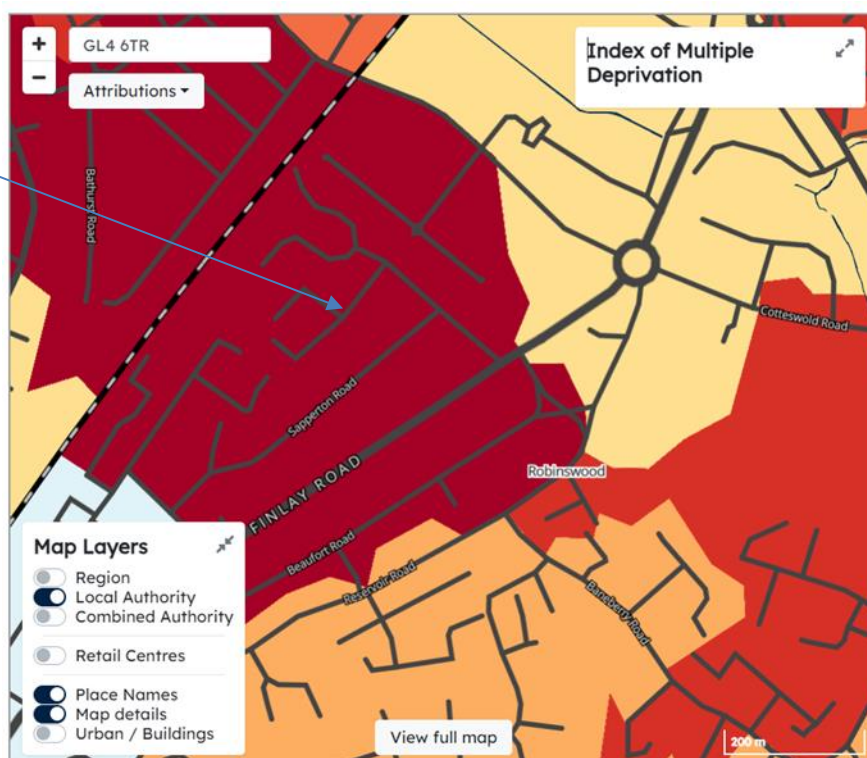 +
GL4 6TR
−
Attributions
Index of Multiple
Deprivation
Bathurst Road
Cotteswold Road
Sapperton Road
Robinswood
FINLAY ROAD
Beaufort Road
Reservoir Road
Baneberry Road
Map Layers
Region
Local Authority
Combined Authority
Retail Centres
Place Names
Map details
Urban / Buildings
View full map
200 m